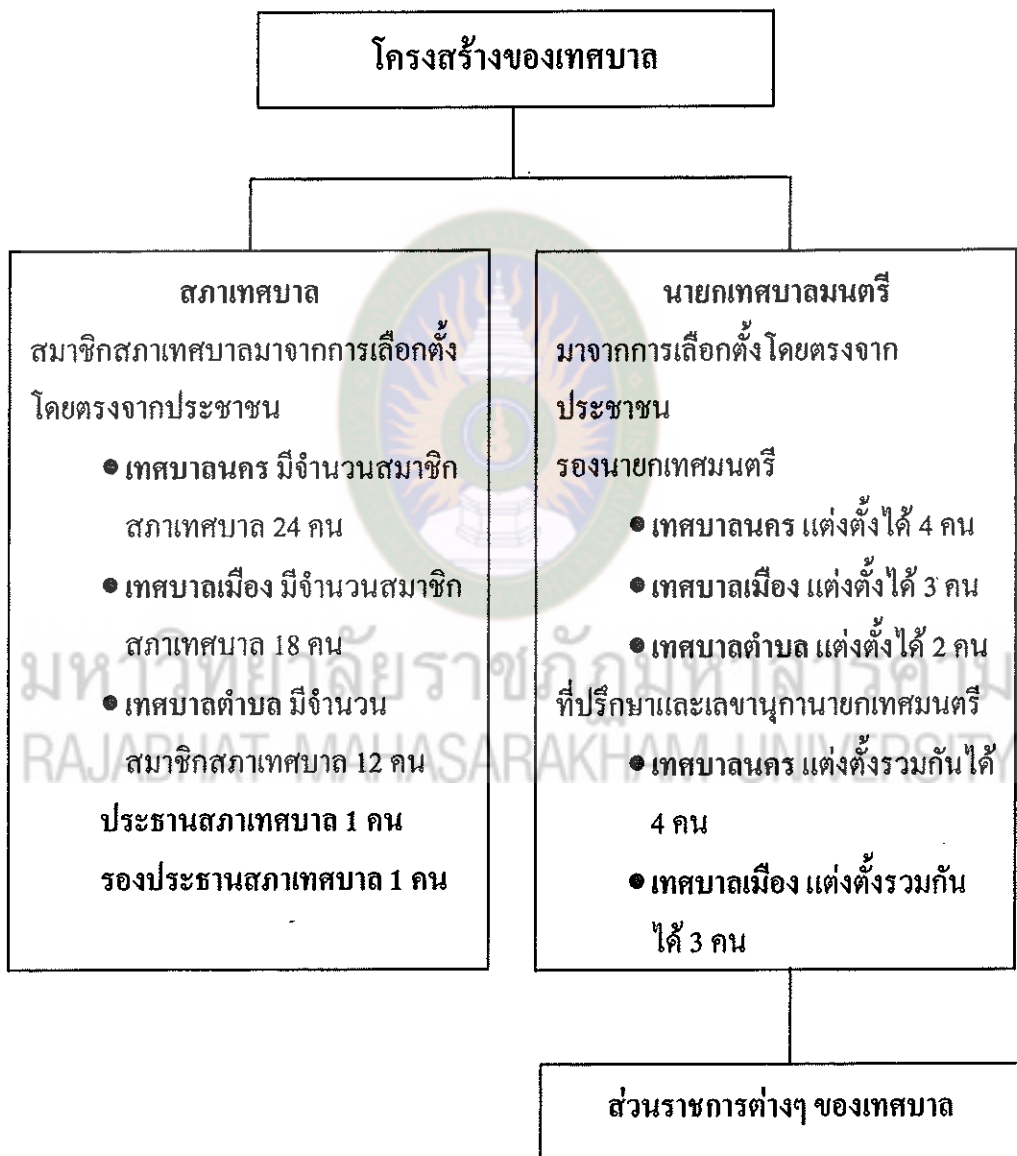 โครงสร้างของเทศบาล
สภาเทศบาล
สมาชิกสภาเทศบาลมาจากการเลือกตั้ง
โดยตรงจากประชาชน
● เทศบาลนคร มีจำนวนสมาชิก
สภาเทศบาล 24 คน
● เทศบาลเมือง มีจำนวนสมาชิก
สภาเทศบาล 18 คน
● เทศบาลตำบล มีจำนวน
สมาชิกสภาเทศบาล 12 คน
ประธานสภาเทศบาล 1 คน
รองประธานสภาเทศบาล 1 คน
นายกเทศบาลมนตรี
มาจากการเลือกตั้งโดยตรงจาก
ประชาชน
รองนายกเทศมนตรี
● เทศบาลนคร แต่งตั้งได้ 4 คน
● เทศบาลเมือง แต่งตั้งได้ 3 คน
● เทศบาลตำบล แต่งตั้งได้ 2 คน
ที่ปรึกษาและเลขานุกานายกเทศมนตรี
● เทศบาลนคร แต่งตั้งรวมกันได้
4 คน
● เทศบาลเมือง แต่งตั้งรวมกัน
ได้ 3 คน
ส่วนราชการต่างๆ ของเทศบาล
มหาวิทยาลัยราชภัฏมหาสารคาม
RAJABHAT MAHASARAKHAM UNIVERSITY